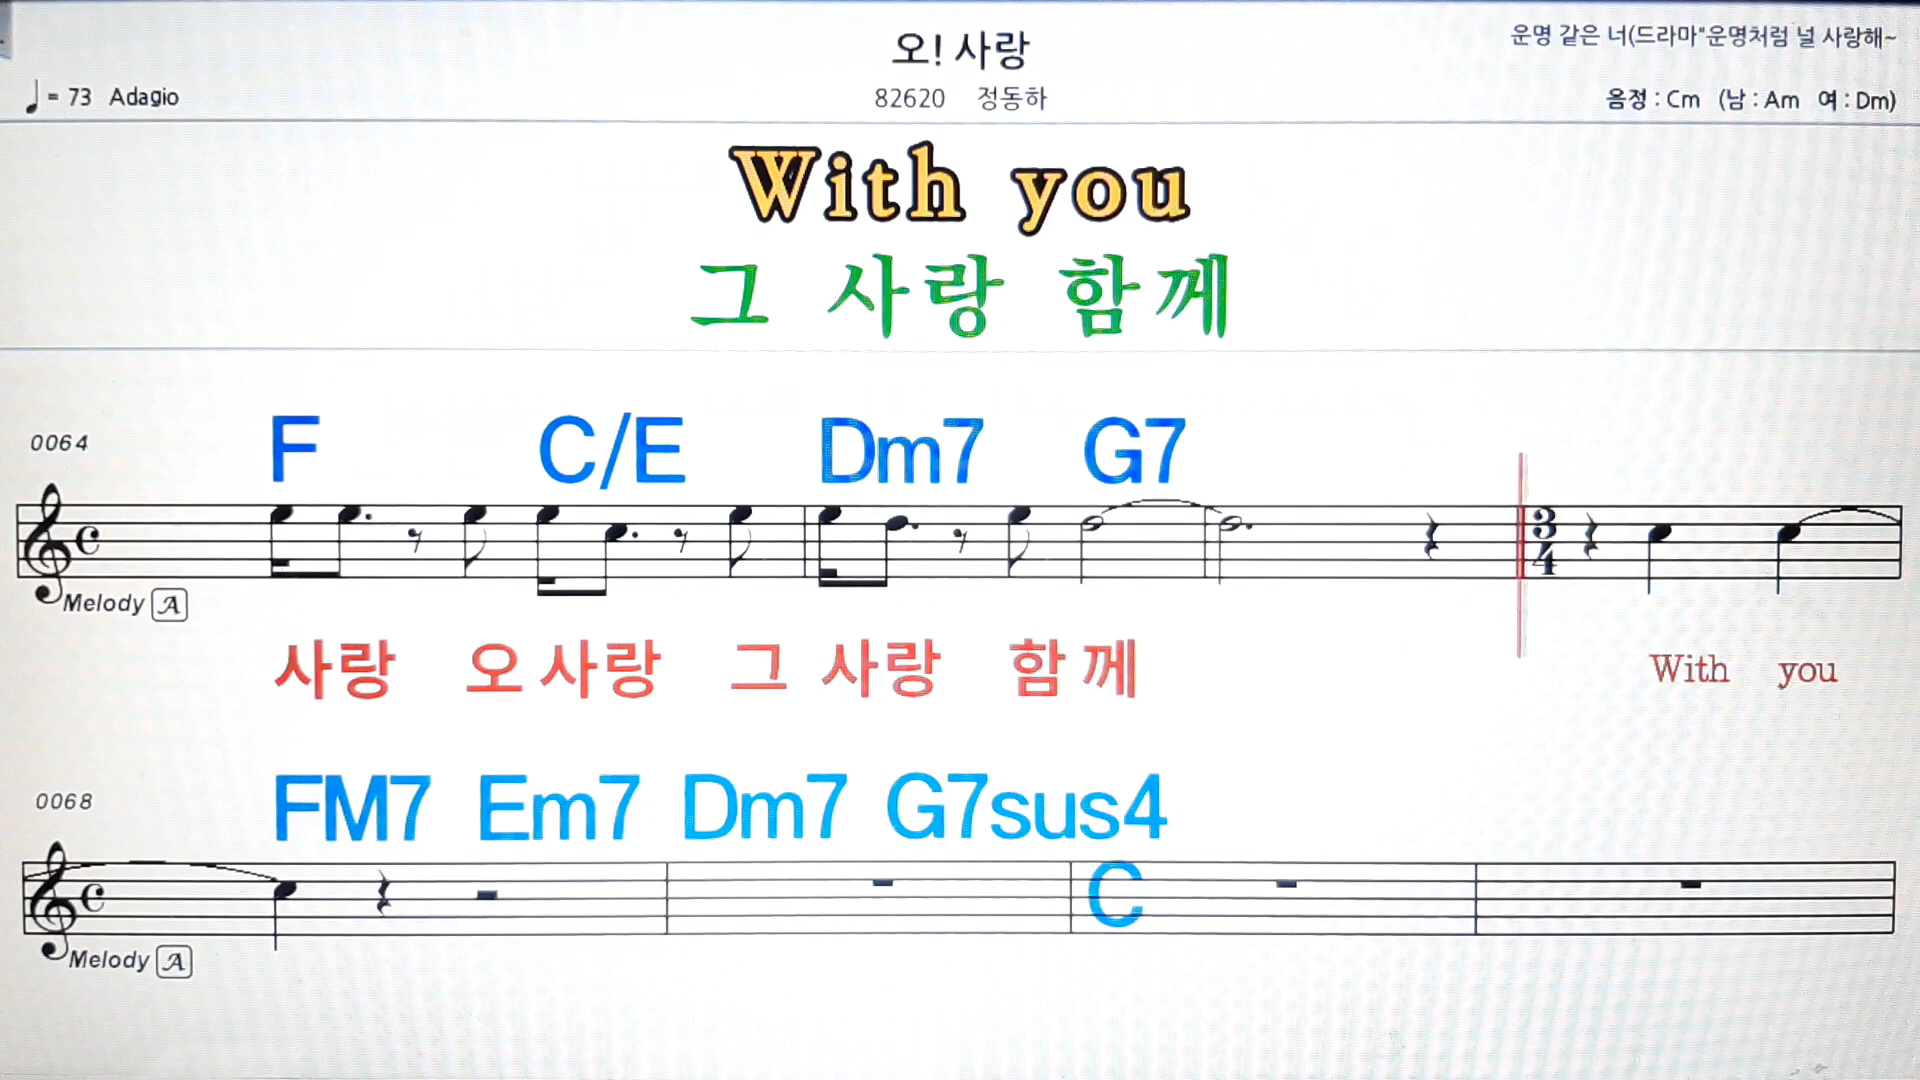 오! 사랑
운명 같은 너(드라마"운명처럼 널 사랑해~
♩= 73 Adagio
82620 정동하
음정 : Cm (남 : Am 여 : Dm)
With you
그 사랑 함께
0064
F C/E Dm7 G7
3
4
Melody A
사랑 오 사랑 그 사랑 함 께 With you
0068
FM7 Em7 Dm7 G7sus4
C
Melody A